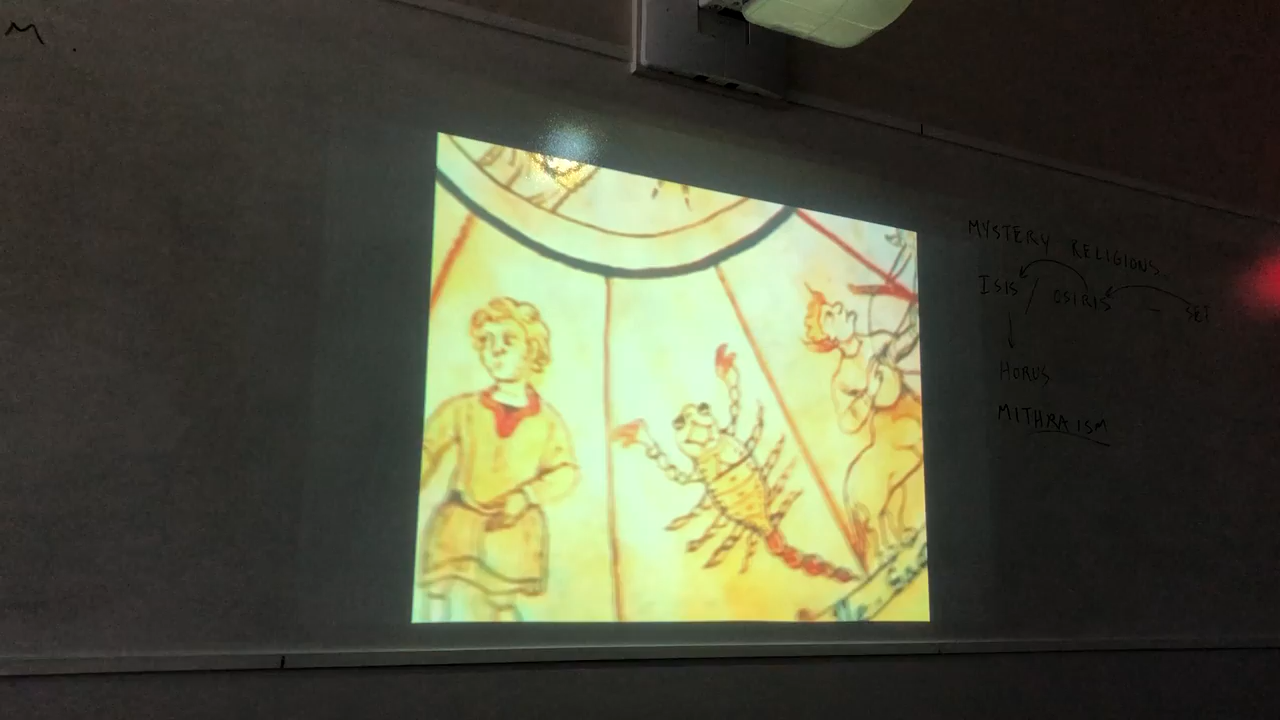 M
MYSTERY RELIGIONS
ISIS / OSIRIS — SET
HORUS
MITHRAISM